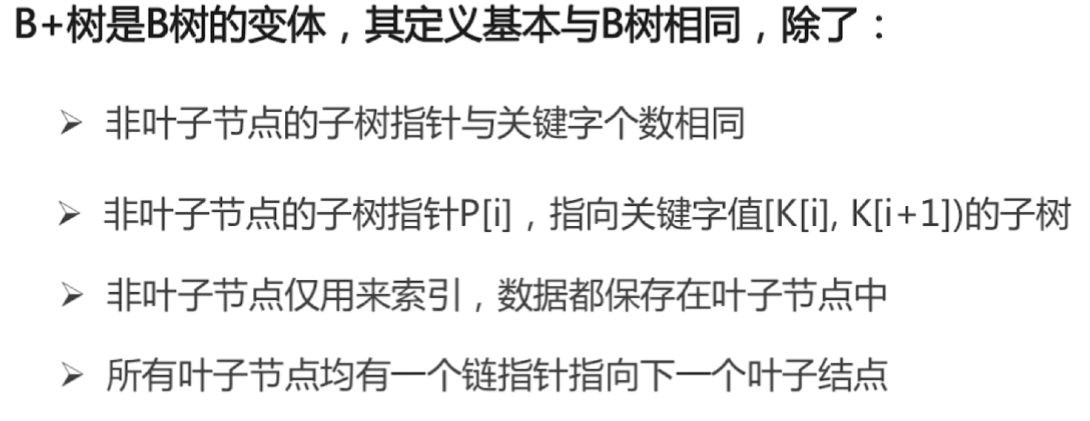 B+树是B树的变体，其定义基本与B树相同，除了：
➢ 非叶子节点的子树指针与关键字个数相同
➢ 非叶子节点的子树指针P[i]，指向关键字值[K[i], K[i+1])的子树
➢ 非叶子节点仅用来索引，数据都保存在叶子节点中
➢ 所有叶子节点均有一个链指针指向下一个叶子结点